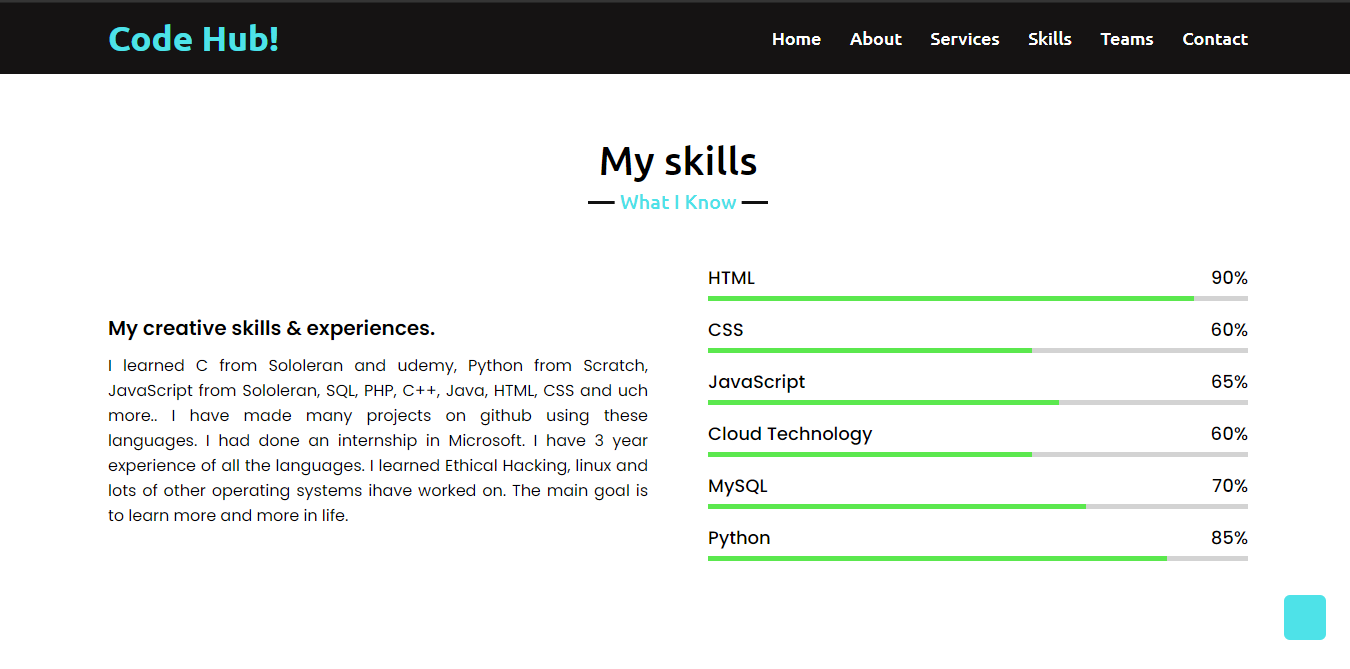 Code Hub!
Home About Services Skills Teams Contact
My skills
What I Know
My creative skills & experiences.
I learned C from Sololeran and udemy, Python from Scratch,
JavaScript from Sololeran, SQL, PHP, C++, Java, HTML, CSS and uch
more.. I have made many projects on github using these
languages. I had done an internship in Microsoft. I have 3 year
experience of all the languages. I learned Ethical Hacking, linux and
lots of other operating systems ihave worked on. The main goal is
to learn more and more in life.
HTML 90%
CSS 60%
JavaScript 65%
Cloud Technology 60%
MySQL 70%
Python 85%